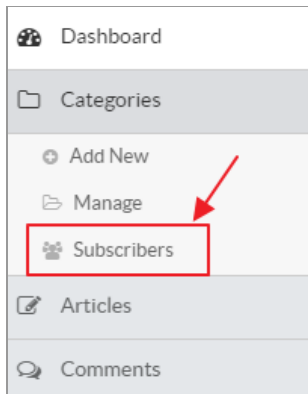 Dashboard
Categories
Add New
Manage
Subscribers
Articles
Comments